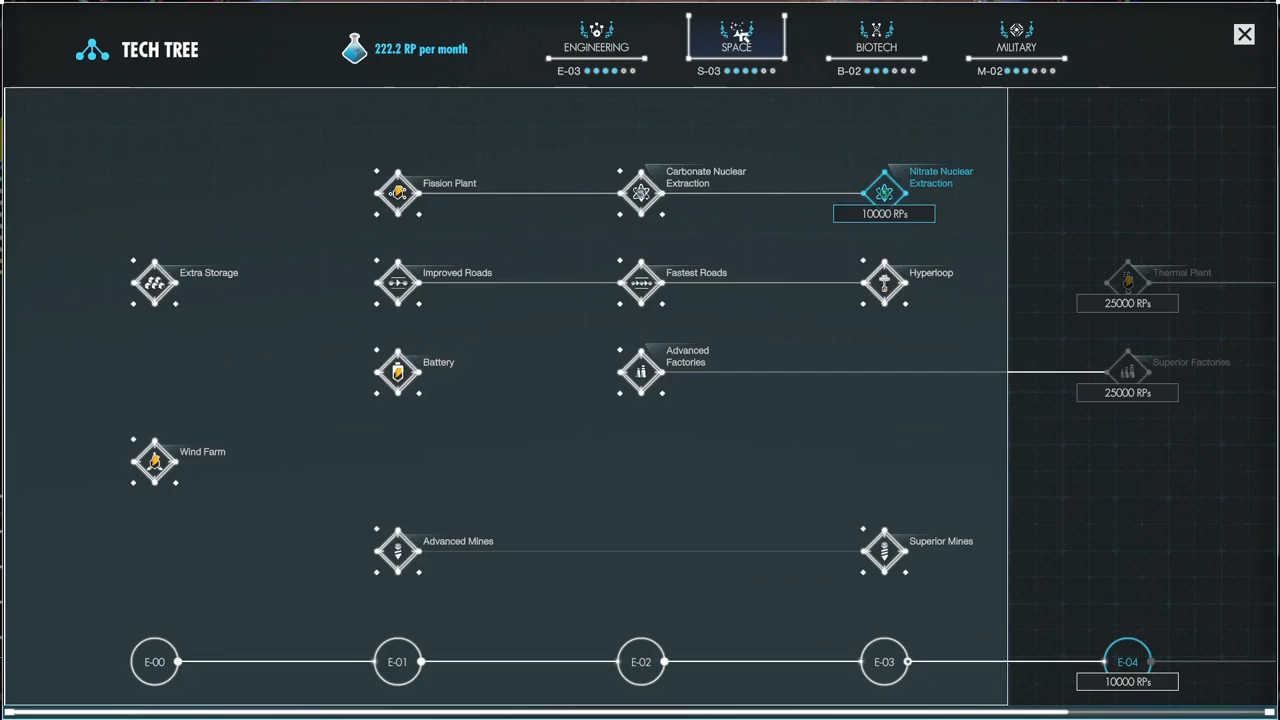 TECH TREE
222.2 RP per month
ENGINEERING
E-03
SPACE
S-03
BIOTECH
B-02
MILITARY
M-02
Fission Plant
Carbonate Nuclear
Extraction
Nitrate Nuclear
Extraction
10000 RPs
Extra Storage
Improved Roads
Fastest Roads
Hyperloop
Thermal Plant
25000 RPs
Battery
Advanced
Factories
Superior Factories
25000 RPs
Wind Farm
Advanced Mines
Superior Mines
E-00
E-01
E-02
E-03
E-04
10000 RPs